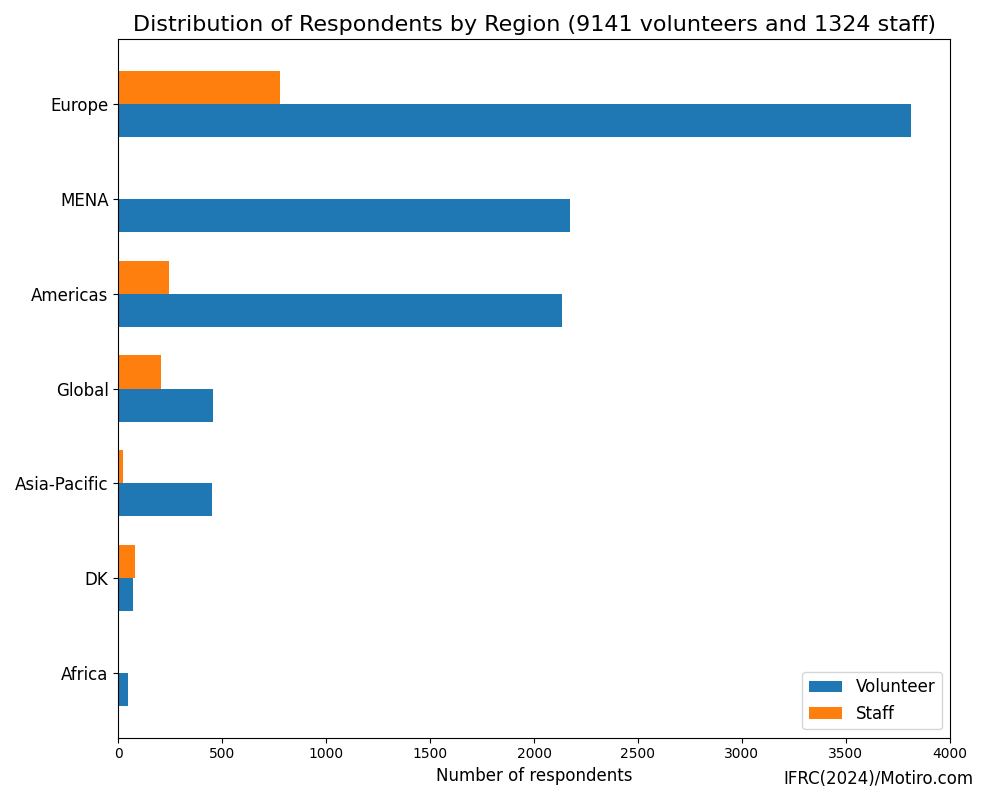 Distribution of Respondents by Region (9141 volunteers and 1324 staff)
Europe
MENA
Americas
Global
Asia-Pacific
DK
Africa
Volunteer
Staff
0 500 1000 1500 2000 2500 3000 3500 4000
Number of respondents
IFRC(2024)/Motiro.com